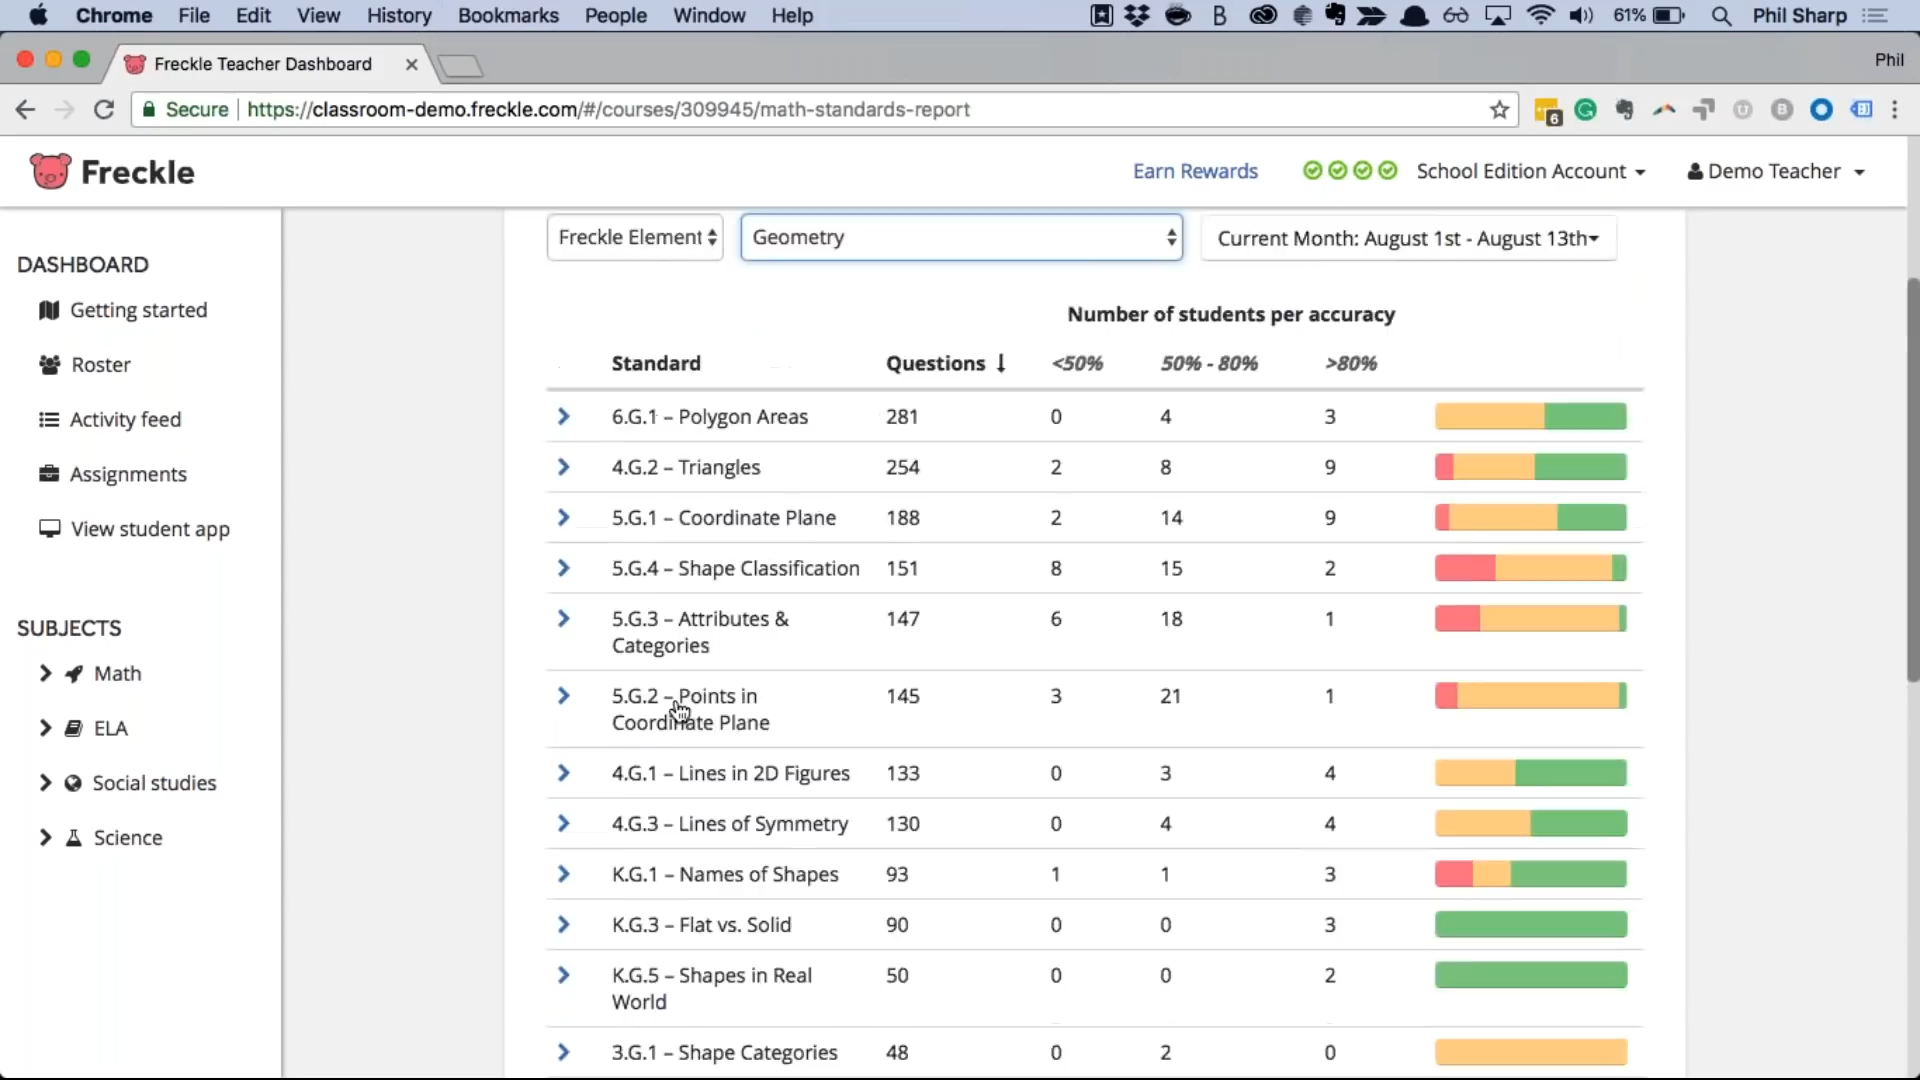 Chrome File Edit View History Bookmarks People Window Help 61% Phil Sharp
Freckle Teacher Dashboard Phil
Secure https://classroom-demo.freckle.com/#/courses/309945/math-standards-report 6
Freckle Earn Rewards School Edition Account Demo Teacher
DASHBOARD
Getting started
Roster
Activity feed
Assignments
View student app
SUBJECTS
Math
ELA
Social studies
Science
Freckle Element Geometry Current Month: August 1st - August 13th
Number of students per accuracy
Standard Questions <50% 50% - 80% >80%
6.G.1 – Polygon Areas 281 0 4 3
4.G.2 – Triangles 254 2 8 9
5.G.1 – Coordinate Plane 188 2 14 9
5.G.4 – Shape Classification 151 8 15 2
5.G.3 – Attributes & 147 6 18 1
Categories
5.G.2 – Points in 145 3 21 1
Coordinate Plane
4.G.1 – Lines in 2D Figures 133 0 3 4
4.G.3 – Lines of Symmetry 130 0 4 4
K.G.1 – Names of Shapes 93 1 1 3
K.G.3 – Flat vs. Solid 90 0 0 3
K.G.5 – Shapes in Real 50 0 0 2
World
3.G.1 – Shape Categories 48 0 2 0